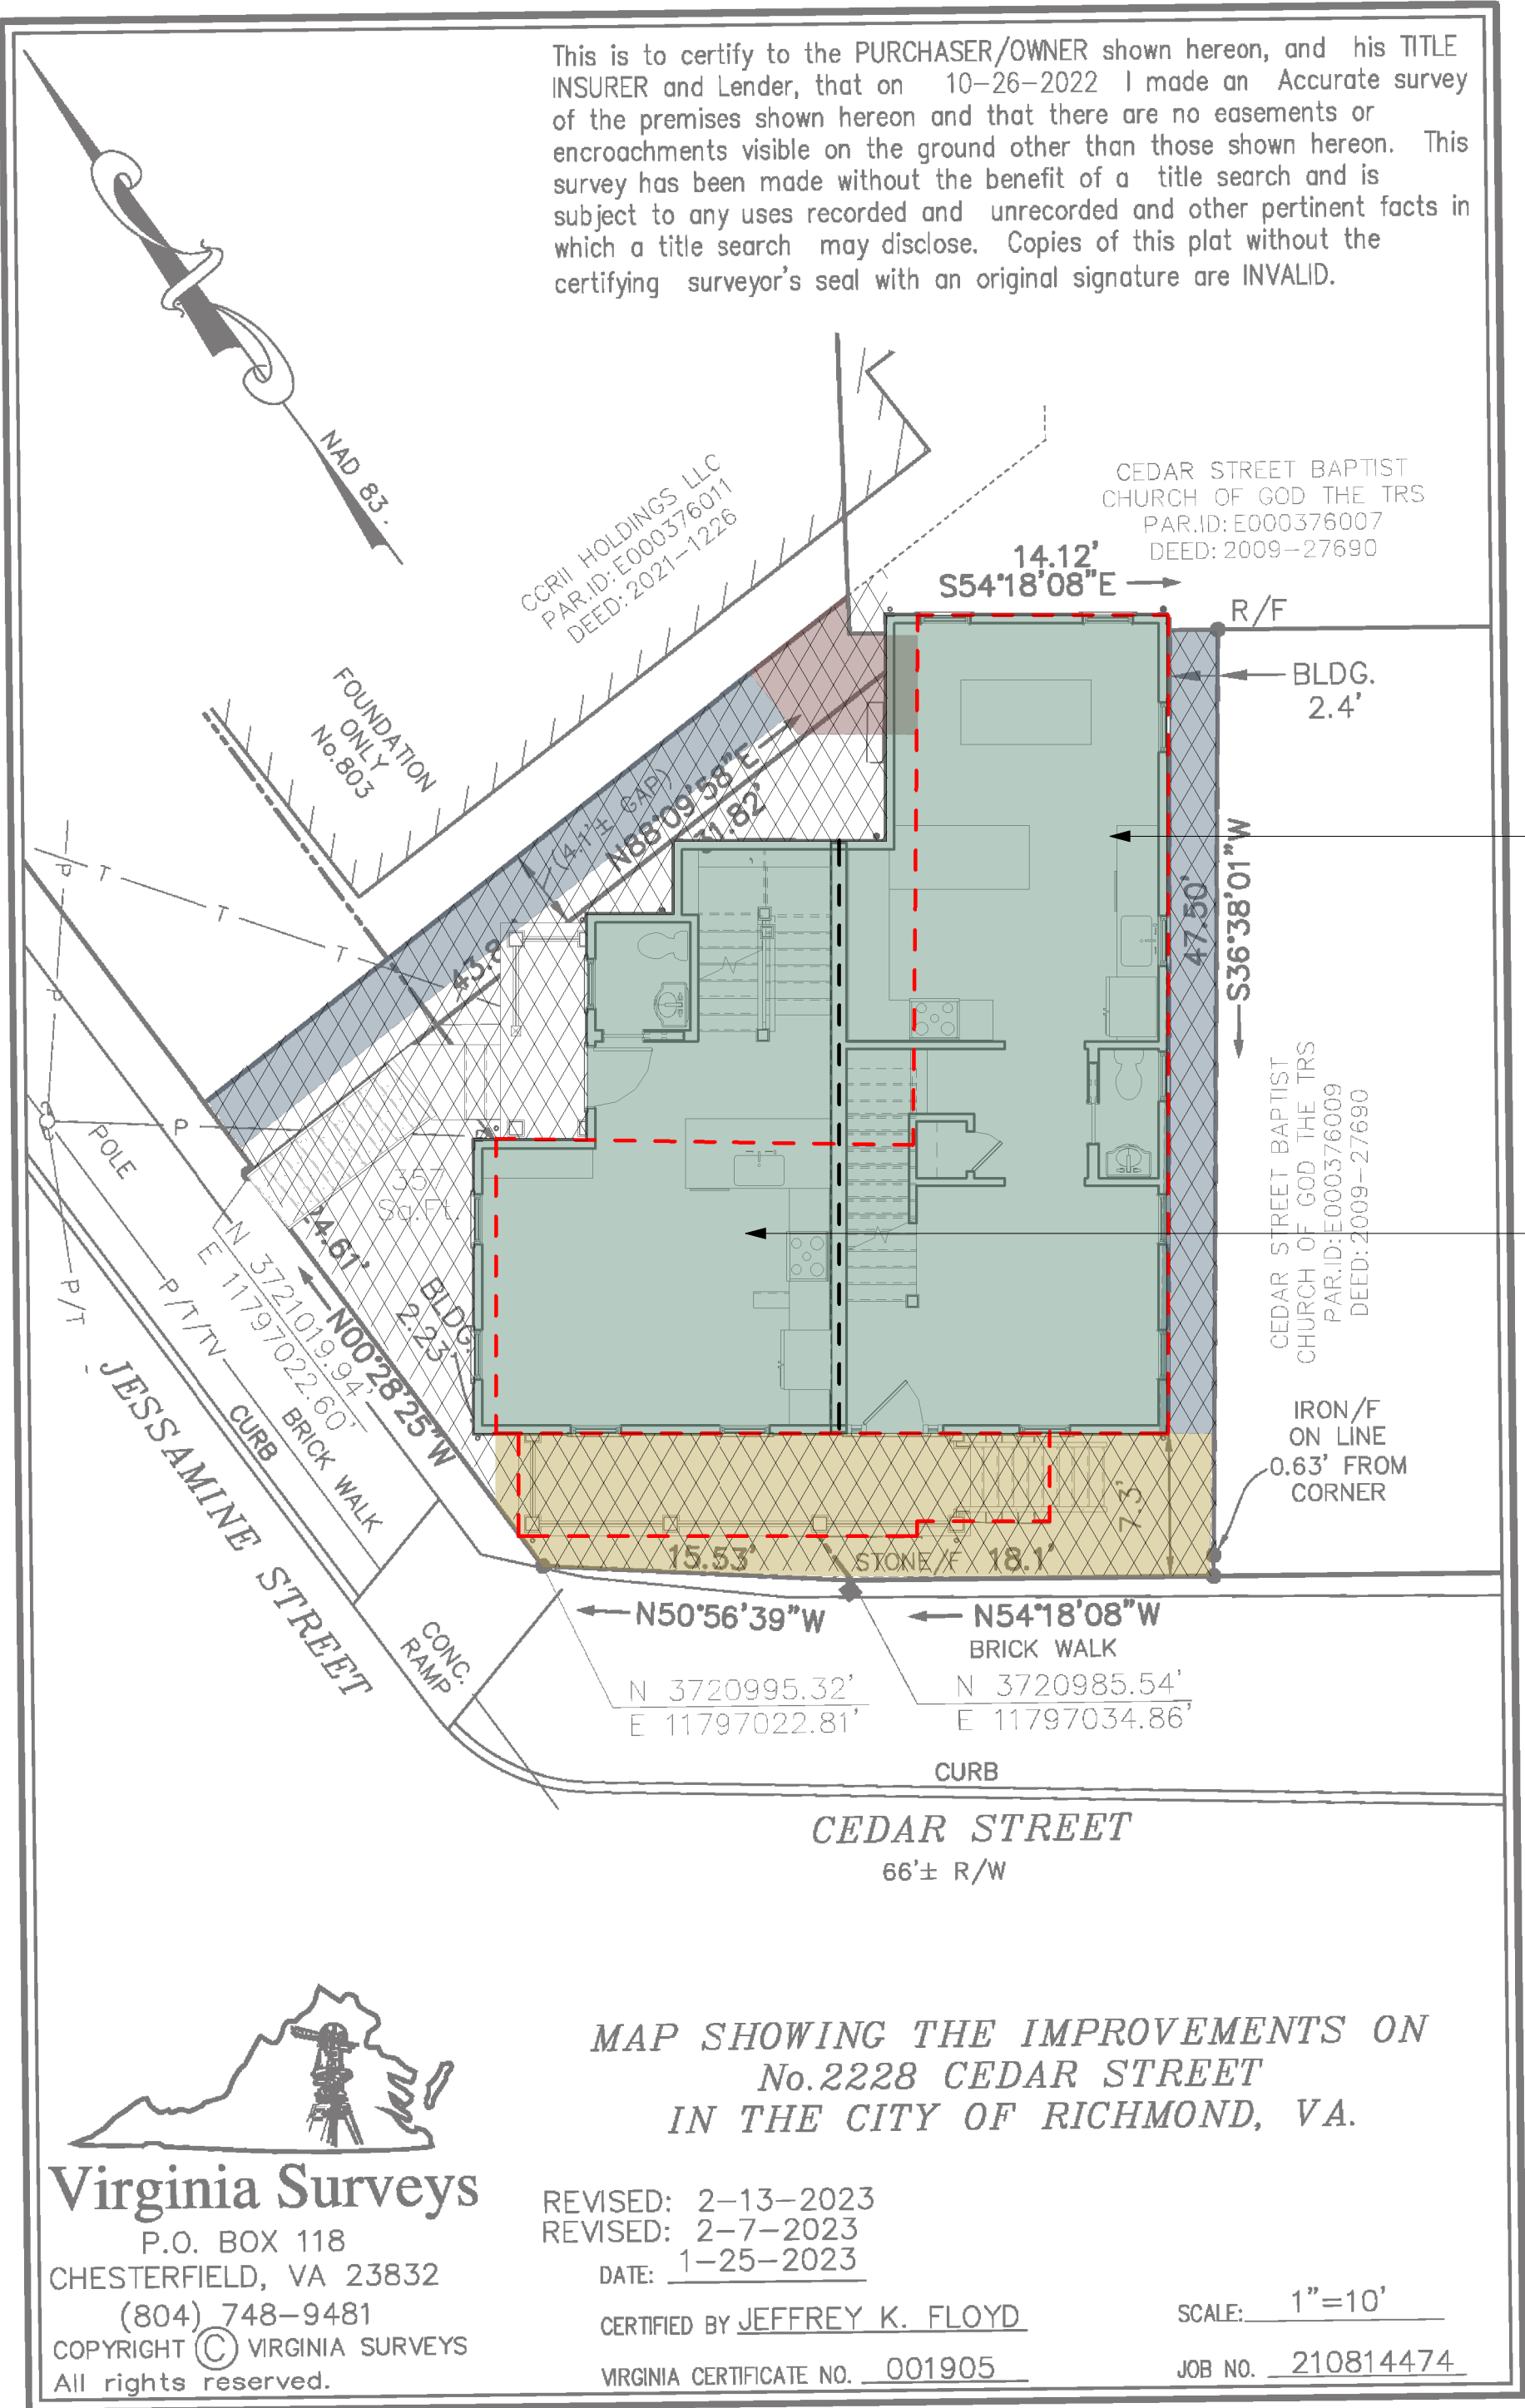 This is to certify to the PURCHASER/OWNER shown hereon, and his TITLE
INSURER and Lender, that on 10-26-2022 I made an Accurate survey
of the premises shown hereon and that there are no easements or
encroachments visible on the ground other than those shown hereon. This
survey has been made without the benefit of a title search and is
subject to any uses recorded and unrecorded and other pertinent facts in
which a title search may disclose. Copies of this plat without the
certifying surveyor's seal with an original signature are INVALID.
NAD 83.
CCRII HOLDINGS LLC
PAR.ID:E000376011
DEED:2021-1226
CEDAR STREET BAPTIST
CHURCH OF GOD THE TRS
PAR.ID:E000376007
DEED:2009-27690
14.12'
S54°18'08"E
R/F
BLDG.
2.4'
FOUNDATION
ONLY
No.803
(4.1'± GAP)
N88°09'58"E
31.82'
43.8
T
T
T
P
P
P
POLE
P/T
P/T/TV
47.50'
S36°38'01"W
CEDAR STREET BAPTIST
CHURCH OF GOD THE TRS
PAR.ID:E000376009
DEED:2009-27690
357
Sq.Ft.
24.61'
N 3721019.94'
E 11797022.60'
N00°28'25"W
BLDG.
2.23'
BRICK WALK
CURB
JESSAMINE STREET
IRON/F
ON LINE
0.63' FROM
CORNER
7.3'
15.53'
STONE/F
18.1'
N50°56'39"W
N54°18'08"W
BRICK WALK
CONC.
RAMP
N 3720995.32'
E 11797022.81'
N 3720985.54'
E 11797034.86'
CURB
CEDAR STREET
66'± R/W
MAP SHOWING THE IMPROVEMENTS ON
No.2228 CEDAR STREET
IN THE CITY OF RICHMOND, VA.
Virginia Surveys
P.O. BOX 118
CHESTERFIELD, VA 23832
(804) 748-9481
COPYRIGHT © VIRGINIA SURVEYS
All rights reserved.
REVISED: 2-13-2023
REVISED: 2-7-2023
DATE: 1-25-2023
CERTIFIED BY JEFFREY K. FLOYD
VIRGINIA CERTIFICATE NO. 001905
SCALE: 1"=10'
JOB NO. 210814474